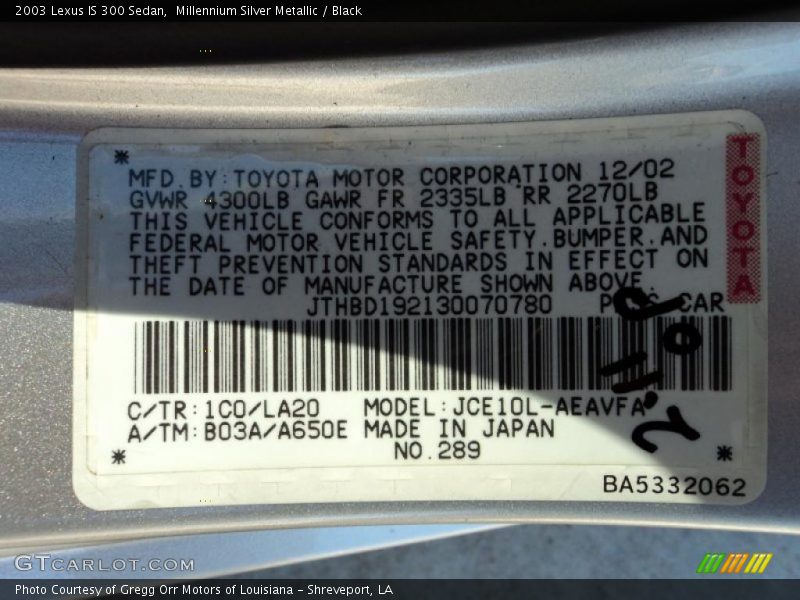 2003 Lexus IS 300 Sedan,  Millennium Silver Metallic / Black
MFD.BY:TOYOTA MOTOR CORPORATION 12/02
GVWR 4300LB GAWR FR 2335LB RR 2270LB
THIS VEHICLE CONFORMS TO ALL APPLICABLE
FEDERAL MOTOR VEHICLE SAFETY.BUMPER.AND
THEFT PREVENTION STANDARDS IN EFFECT ON
THE DATE OF MANUFACTURE SHOWN ABOVE.
JTHBD192130070780 CAR
TOYOTA
C/TR:1C0/LA20 MODEL:JCE10L-AEAVFA
A/TM:B03A/A650E MADE IN JAPAN
NO.289
BA5332062
GTCARLOT.COM
Photo Courtesy of Gregg Orr Motors of Louisiana – Shreveport, LA